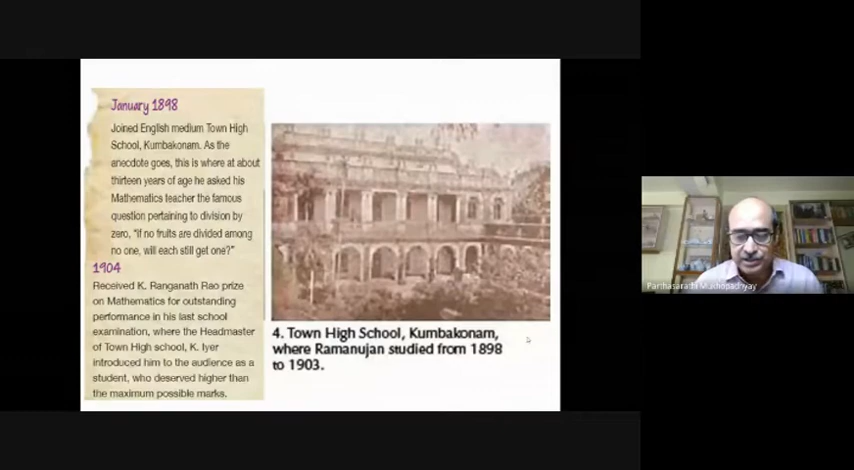 January 1898
Joined English medium Town High
School, Kumbakonam. As the
anecdote goes, this is where at about
thirteen years of age he asked his
Mathematics teacher the famous
question pertaining to division by
zero, "if no fruits are divided among
no one, will each still get one?"
1904
Received K. Ranganath Rao prize
on Mathematics for outstanding
performance in his last school
examination, where the Headmaster
of Town High school, K. Iyer
introduced him to the audience as a
student, who deserved higher than
the maximum possible marks.
4. Town High School, Kumbakonam,
where Ramanujan studied from 1898
to 1903.
Parthasarathi Mukhopadhyay